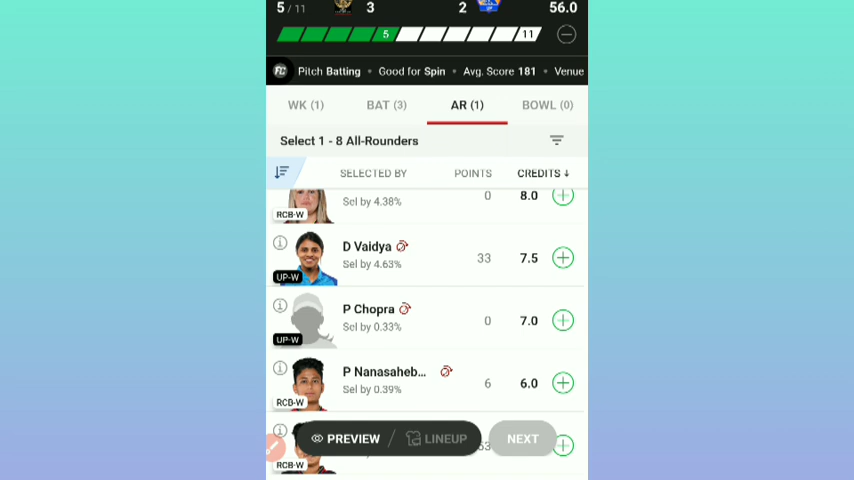 5 / 11 3 2 56.0
5 11
FC Pitch Batting • Good for Spin • Avg. Score 181 • Venue
WK (1) BAT (3) AR (1) BOWL (0)
Select 1 - 8 All-Rounders
SELECTED BY POINTS CREDITS ↓
Sel by 4.38% 0 8.0
RCB-W
D Vaidya
Sel by 4.63% 33 7.5
UP-W
P Chopra
Sel by 0.33% 0 7.0
UP-W
P Nanasaheb...
Sel by 0.39% 6 6.0
RCB-W
PREVIEW / LINEUP NEXT
RCB-W